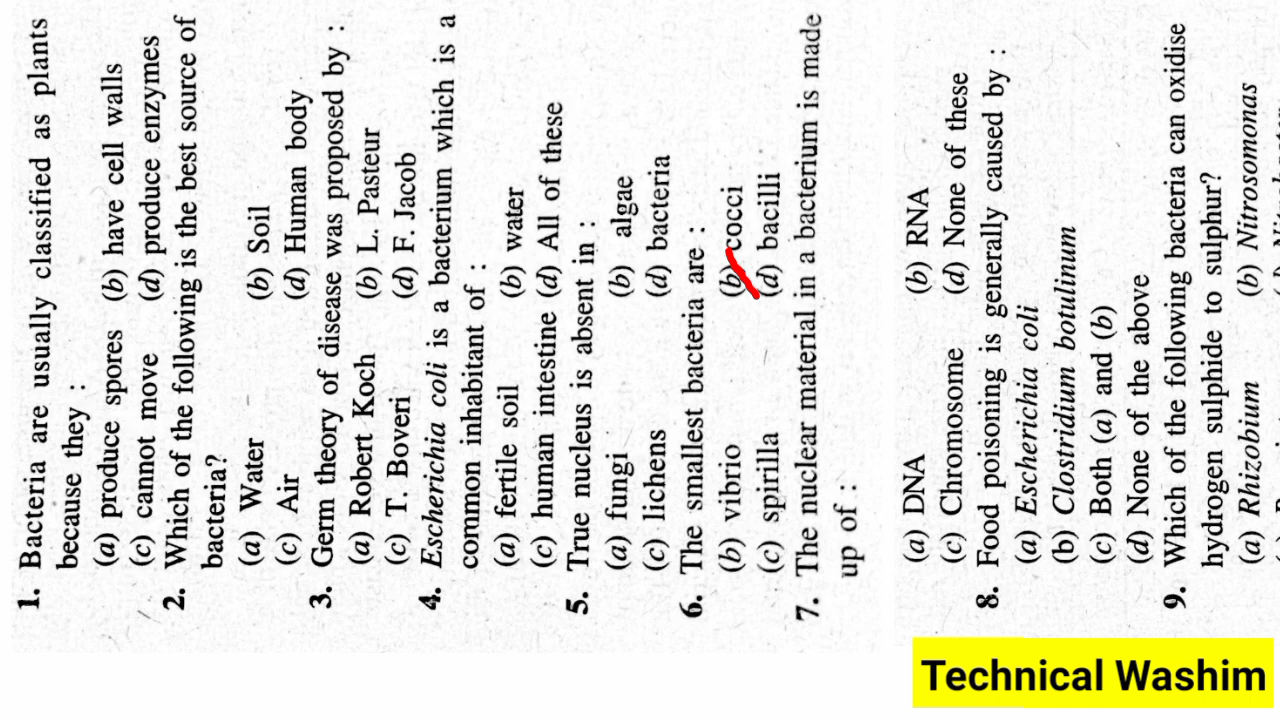 1. Bacteria are usually classified as plants
because they :
(a) produce spores (b) have cell walls
(c) cannot move (d) produce enzymes
2. Which of the following is the best source of
bacteria?
(a) Water (b) Soil
(c) Air (d) Human body
3. Germ theory of disease was proposed by :
(a) Robert Koch (b) L. Pasteur
(c) T. Boveri (d) F. Jacob
4. Escherichia coli is a bacterium which is a
common inhabitant of :
(a) fertile soil (b) water
(c) human intestine (d) All of these
5. True nucleus is absent in :
(a) fungi (b) algae
(c) lichens (d) bacteria
6. The smallest bacteria are :
(b) vibrio (b) cocci
(c) spirilla (d) bacilli
7. The nuclear material in a bacterium is made
up of :
(a) DNA (b) RNA
(c) Chromosome (d) None of these
8. Food poisoning is generally caused by :
(a) Escherichia coli
(b) Clostridium botulinum
(c) Both (a) and (b)
(d) None of the above
9. Which of the following bacteria can oxidise
hydrogen sulphide to sulphur?
(a) Rhizobium (b) Nitrosomonas
Technical Washim